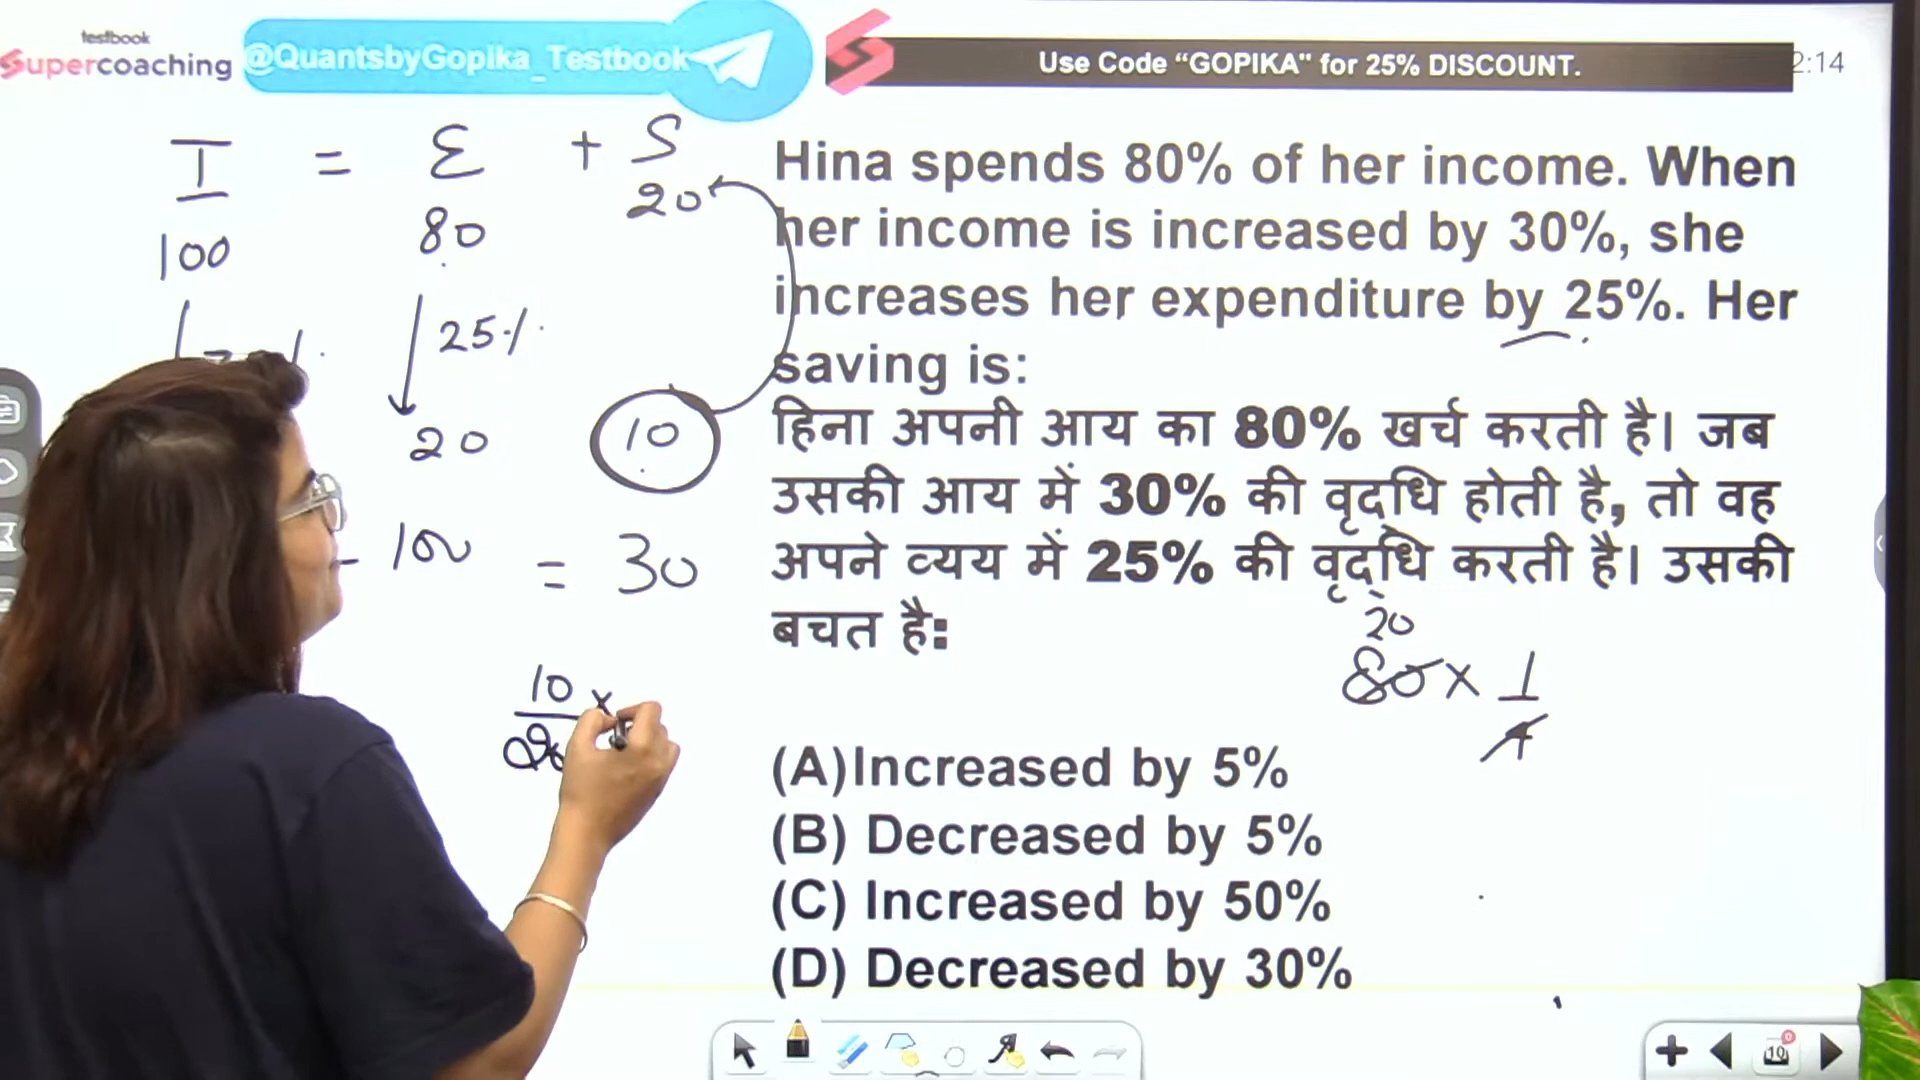 testbook
Supercoaching
@QuantsbyGopika_Testbook
Use Code “GOPIKA" for 25% DISCOUNT.
2:14
I = E + S
100 80 20
25%
20 10
100 = 30
10 ×
Hina spends 80% of her income. When
her income is increased by 30%, she
increases her expenditure by 25%. Her
saving is:
हिना अपनी आय का 80% खर्च करती है। जब
उसकी आय में 30% की वृद्धि होती है, तो वह
अपने व्यय में 25% की वृद्धि करती है। उसकी
बचत है:
20
80 × 1
4
(A)Increased by 5%
(B) Decreased by 5%
(C) Increased by 50%
(D) Decreased by 30%
10